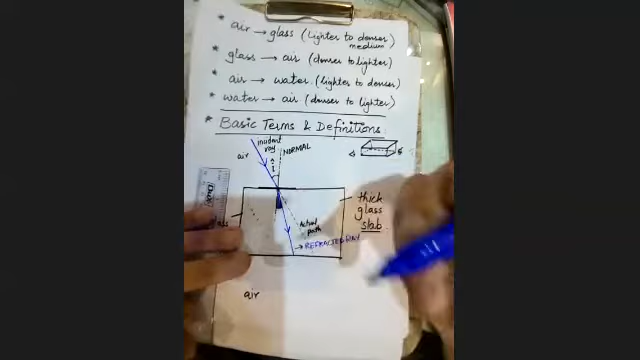 * air → glass (lighter to denser medium)
* glass → air (denser to lighter)
* air → water (lighter to denser)
* water → air (denser to lighter)
* Basic Terms & Definitions
incident ray
NORMAL
air
î
thick glass slab
Actual path
→ REFRACTED RAY
air